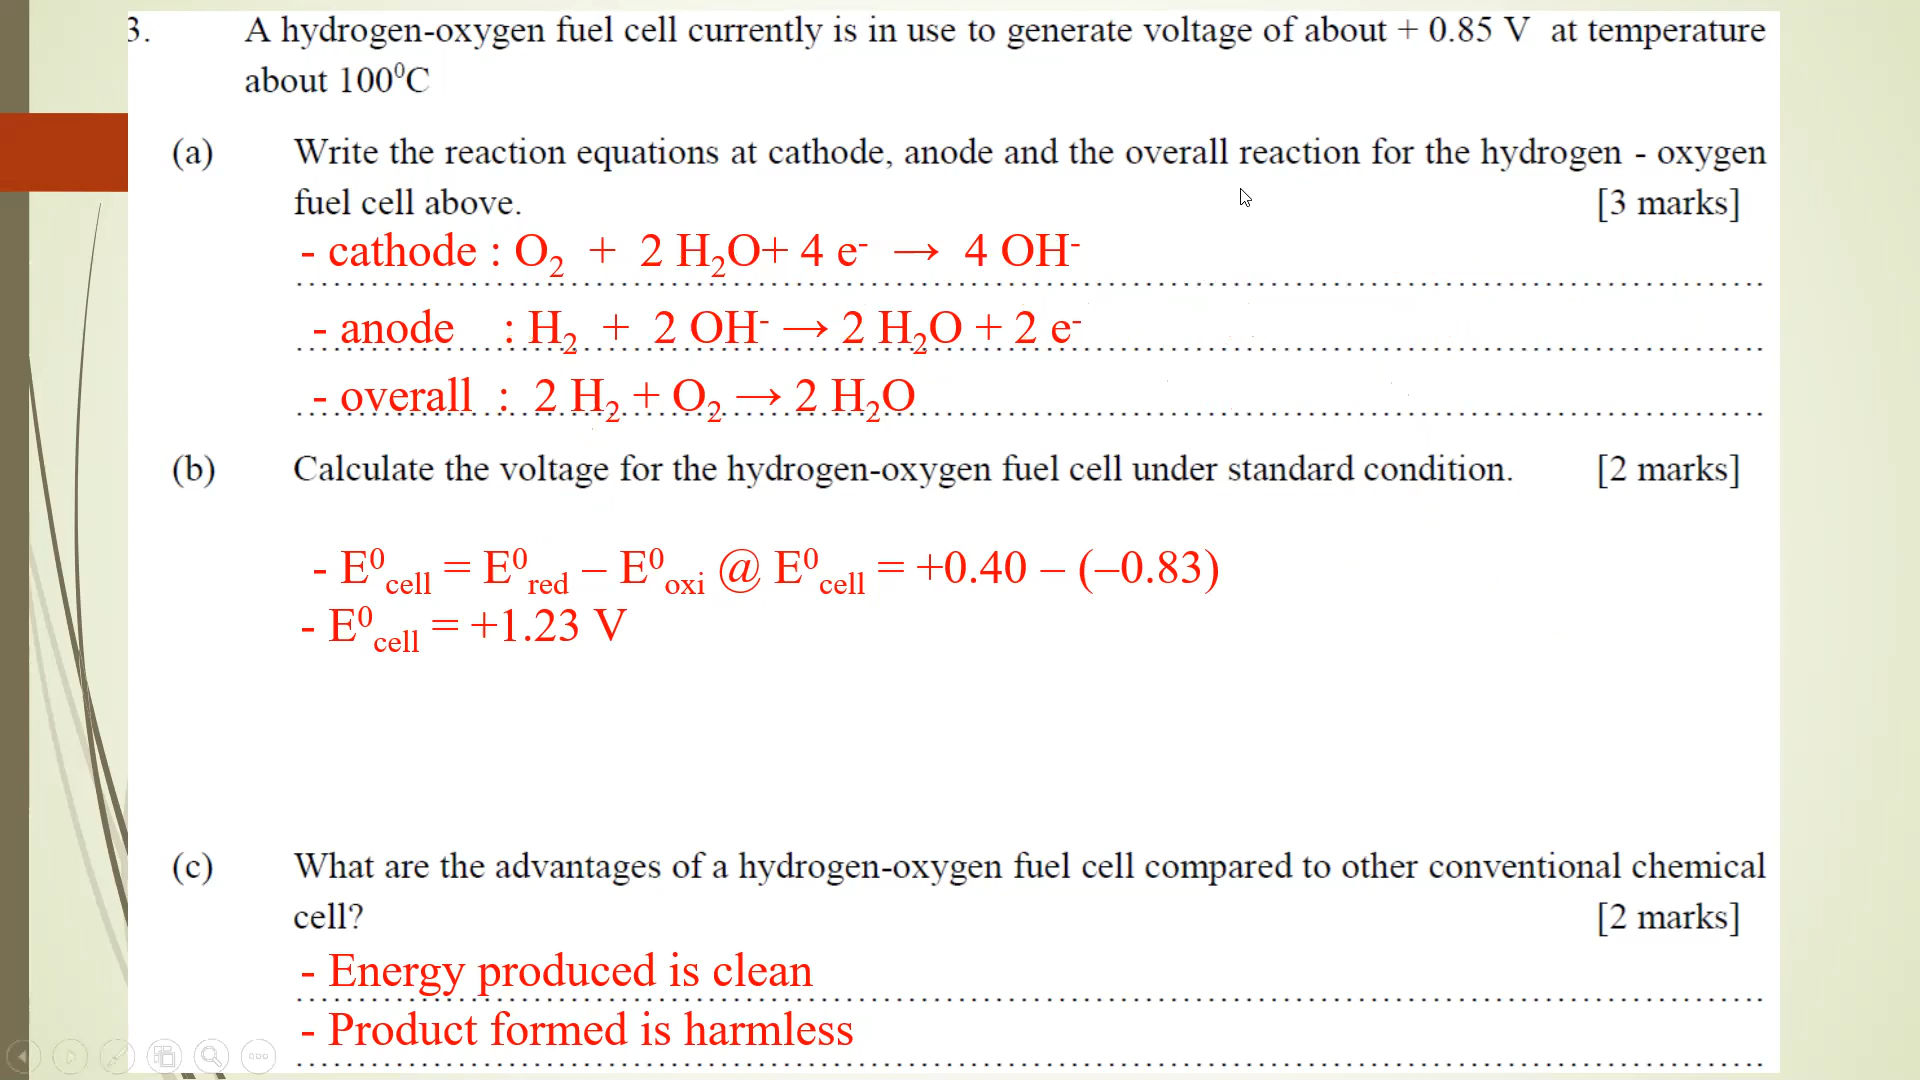 3. A hydrogen-oxygen fuel cell currently is in use to generate voltage of about + 0.85 V at temperature
about 100⁰C
(a) Write the reaction equations at cathode, anode and the overall reaction for the hydrogen - oxygen
fuel cell above. [3 marks]
- cathode : O₂ + 2 H₂O+ 4 e⁻ → 4 OH⁻
- anode : H₂ + 2 OH⁻ → 2 H₂O + 2 e⁻
- overall : 2 H₂ + O₂ → 2 H₂O
(b) Calculate the voltage for the hydrogen-oxygen fuel cell under standard condition. [2 marks]
- E⁰cell = E⁰red – E⁰oxi @ E⁰cell = +0.40 – (–0.83)
- E⁰cell = +1.23 V
(c) What are the advantages of a hydrogen-oxygen fuel cell compared to other conventional chemical
cell? [2 marks]
- Energy produced is clean
- Product formed is harmless